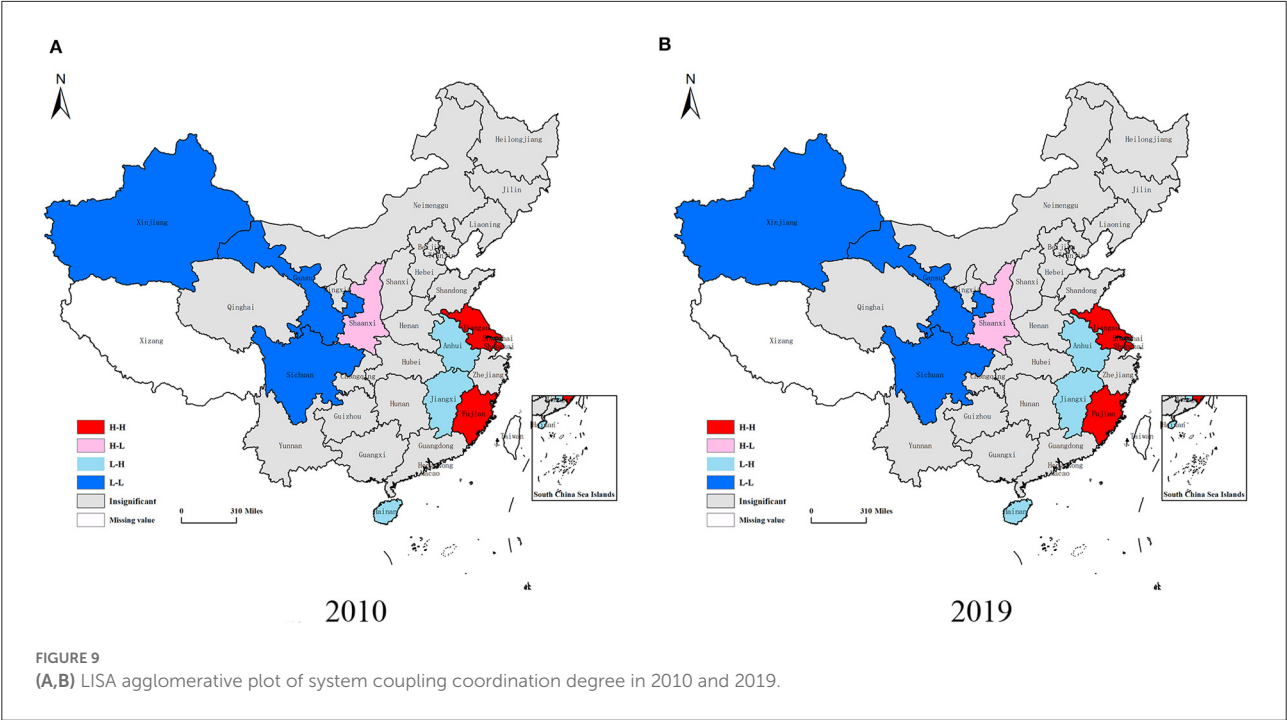 A
N
Heilongjiang
Jilin
Neimenggu
Liaoning
Xinjiang
Hebei
Shanxi
Shandong
Qinghai
Shaanxi
Henan
Xizang
Anhui
Hubei
Sichuan
Zhejiang
Jiangxi
Hunan
Guizhou
Fujian
Yunnan
Guangdong
Guangxi
Taiwan
Hainan
H-H
H-L
L-H
L-L
Insignificant
Missing value
0 310 Miles
South China Sea Islands
2010
B
N
Heilongjiang
Jilin
Neimenggu
Liaoning
Xinjiang
Hebei
Shanxi
Shandong
Qinghai
Shaanxi
Henan
Xizang
Anhui
Hubei
Sichuan
Zhejiang
Jiangxi
Hunan
Guizhou
Fujian
Yunnan
Guangdong
Guangxi
Taiwan
Hainan
H-H
H-L
L-H
L-L
Insignificant
Missing value
0 310 Miles
South China Sea Islands
2019
FIGURE 9
(A,B) LISA agglomerative plot of system coupling coordination degree in 2010 and 2019.